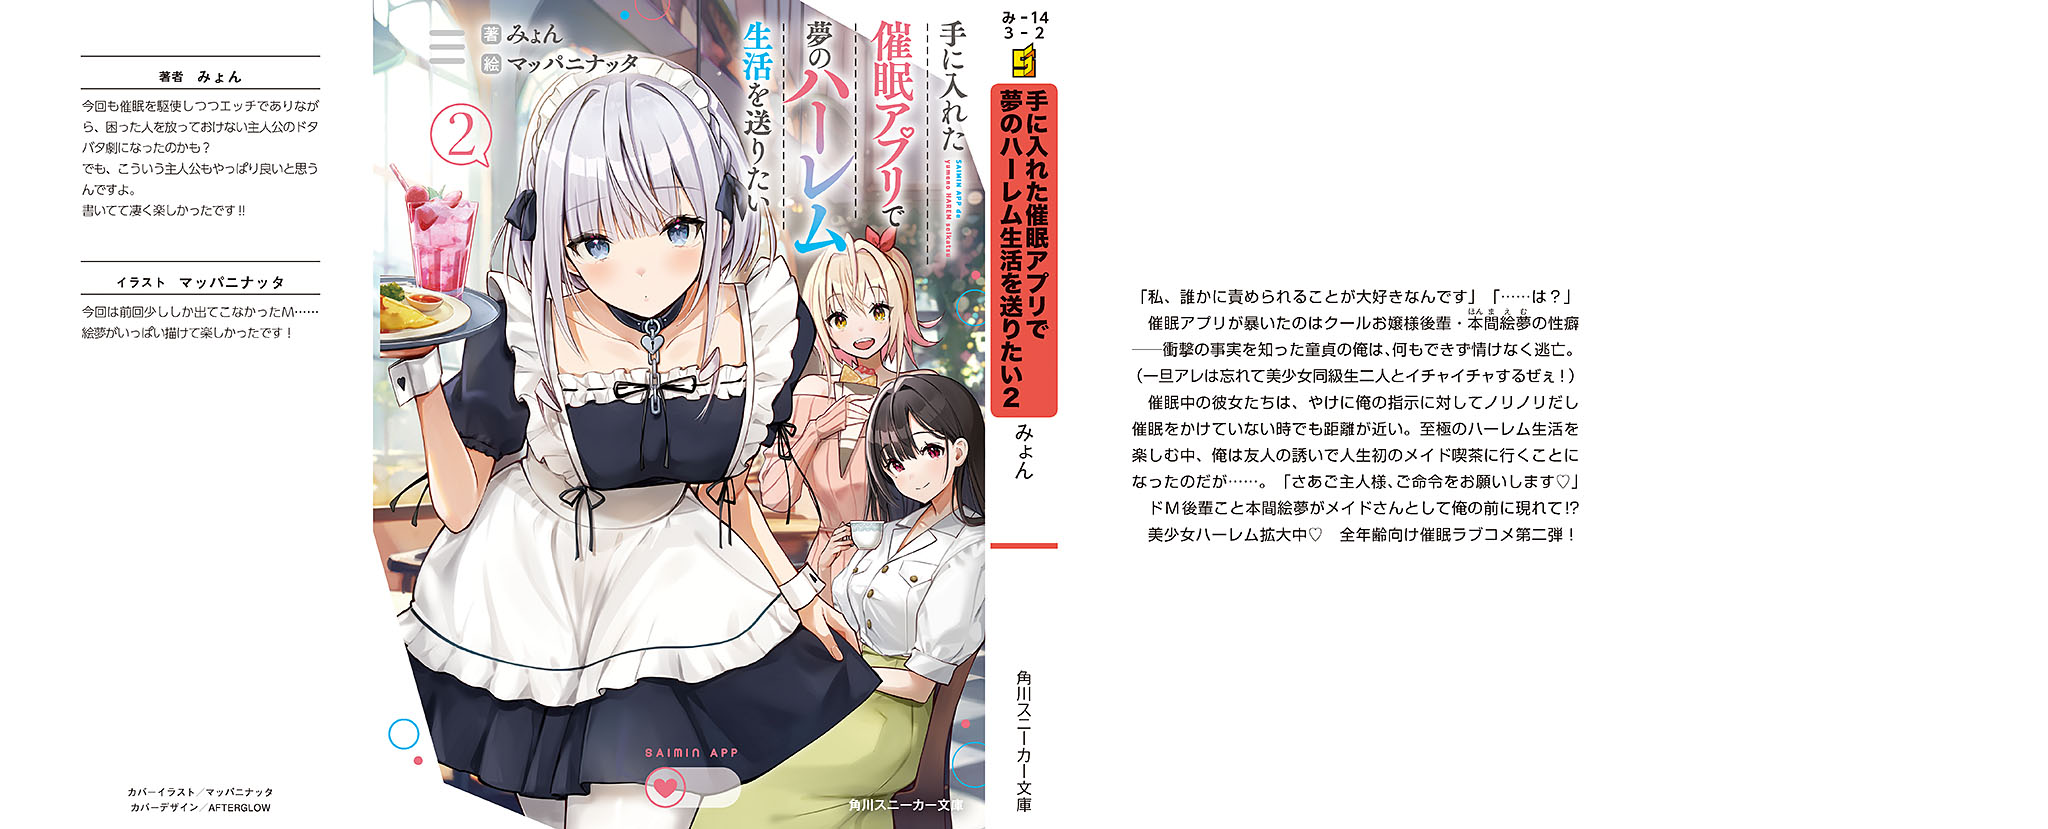 著者　みょん
今回も催眠を駆使しつつエッチでありなが
ら、困った人を放っておけない主人公のドタ
バタ劇になったのかも？
でも、こういう主人公もやっぱり良いと思う
んですよ。
書いてて凄く楽しかったです!!
イラスト　マッパニナッタ
今回は前回少ししか出てこなかったM……
絵夢がいっぱい描けて楽しかったです！
カバーイラスト／マッパニナッタ
カバーデザイン／AFTERGLOW
著 みょん
絵 マッパニナッタ
2
手に入れた
催眠アプリで
夢のハーレム
生活を送りたい
SAIMIN APP de
yumeno HAREM seikatsu
SAIMIN APP
角川スニーカー文庫
み-14
3-2
手に入れた催眠アプリで
夢のハーレム生活を送りたい2
みょん
角川スニーカー文庫
「私、誰かに責められることが大好きなんです」「……は？」
ほんまえむ
催眠アプリが暴いたのはクールお嬢様後輩・本間絵夢の性癖
――衝撃の事実を知った童貞の俺は、何もできず情けなく逃亡。
（一旦アレは忘れて美少女同級生二人とイチャイチャするぜぇ！）
催眠中の彼女たちは、やけに俺の指示に対してノリノリだし
催眠をかけていない時でも距離が近い。至極のハーレム生活を
楽しむ中、俺は友人の誘いで人生初のメイド喫茶に行くことに
なったのだが……。「さあご主人様、ご命令をお願いします♡」
ドM後輩こと本間絵夢がメイドさんとして俺の前に現れて!?
美少女ハーレム拡大中♡　全年齢向け催眠ラブコメ第二弾！